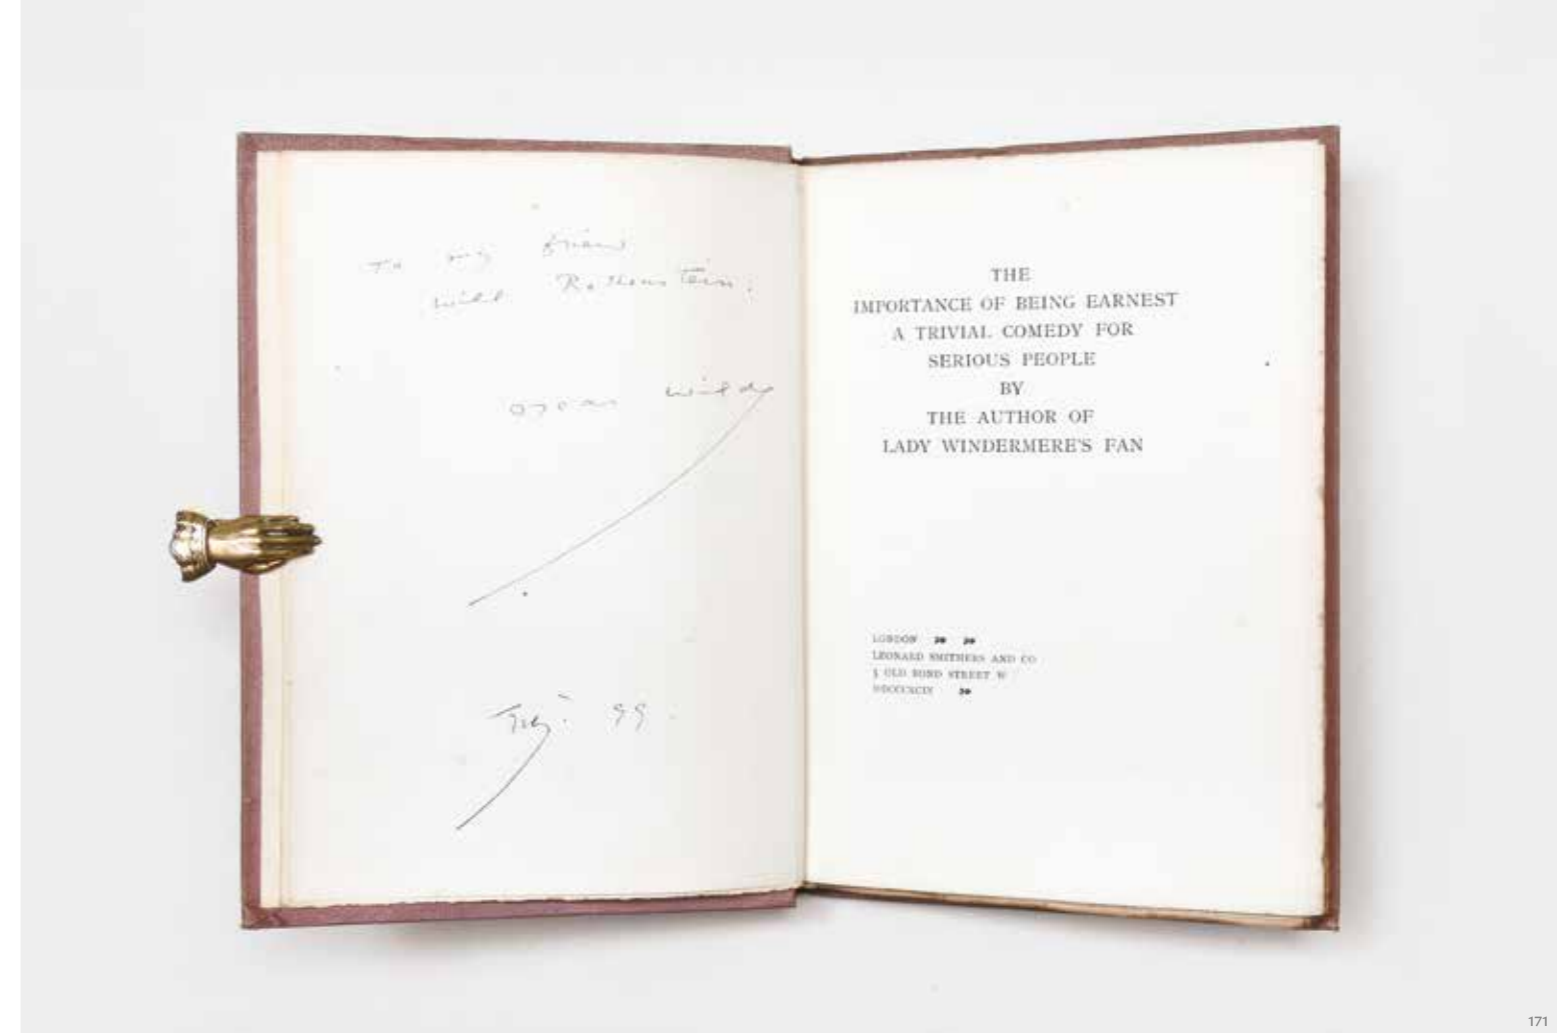 To my friend
Will Rothenstein:
Oscar Wilde
99.
THE
IMPORTANCE OF BEING EARNEST
A TRIVIAL COMEDY FOR
SERIOUS PEOPLE
BY
THE AUTHOR OF
LADY WINDERMERE'S FAN
LONDON
LEONARD SMITHERS AND CO
5 OLD BOND STREET W
MDCCCXCIX
171